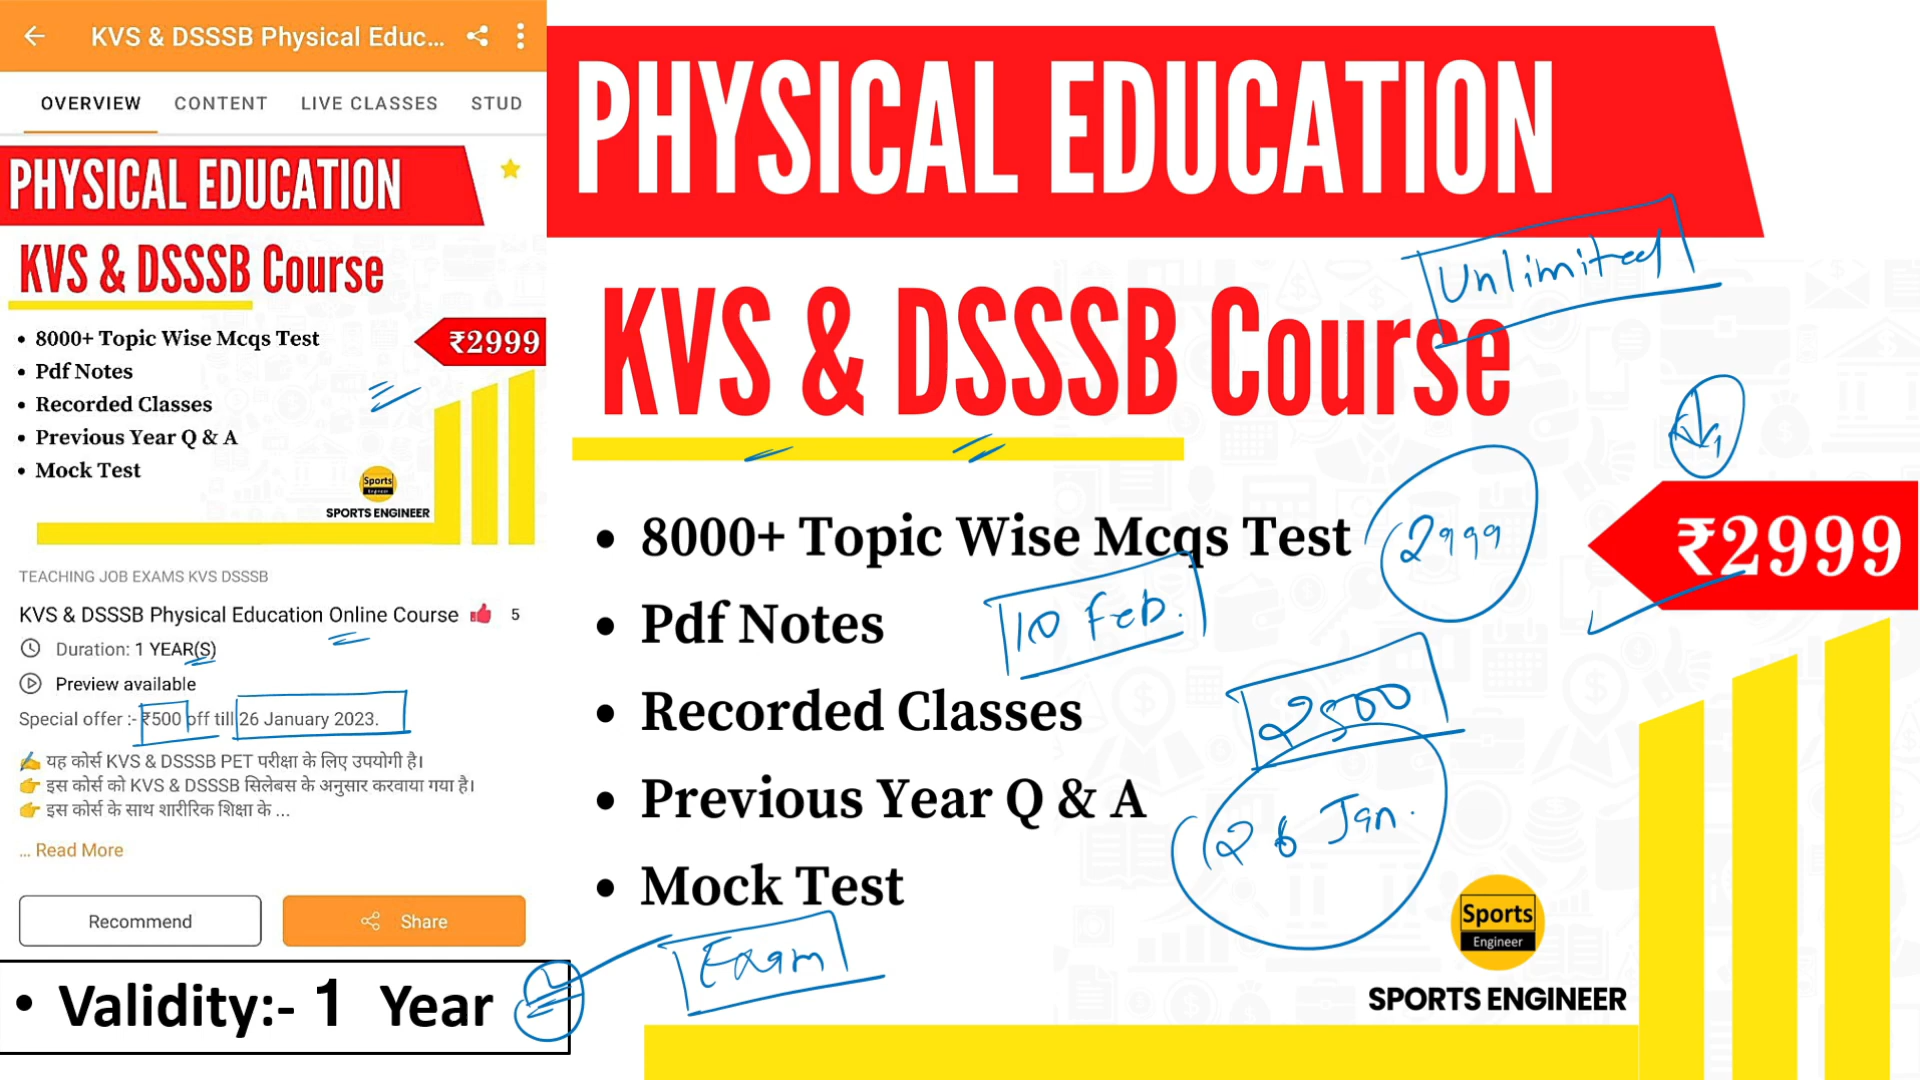 KVS & DSSSB Physical Educ...
OVERVIEW CONTENT LIVE CLASSES STUD
PHYSICAL EDUCATION
KVS & DSSSB Course
• 8000+ Topic Wise Mcqs Test
• Pdf Notes
• Recorded Classes
• Previous Year Q & A
• Mock Test
₹2999
Sports
Engineer
SPORTS ENGINEER
TEACHING JOB EXAMS KVS DSSSB
KVS & DSSSB Physical Education Online Course 5
Duration: 1 YEAR(S)
Preview available
Special offer :- ₹500 off till 26 January 2023.
✍ यह कोर्स KVS & DSSSB PET परीक्षा के लिए उपयोगी है।
👉 इस कोर्स को KVS & DSSSB सिलेबस के अनुसार करवाया गया है।
👉 इस कोर्स के साथ शारीरिक शिक्षा के ...
... Read More
Recommend Share
• Validity:- 1 Year
PHYSICAL EDUCATION
Unlimited
KVS & DSSSB Course
• 8000+ Topic Wise Mcqs Test
2999
₹2999
• Pdf Notes
10 Feb.
• Recorded Classes
2500
• Previous Year Q & A
26 Jan.
• Mock Test
Exam
Sports
Engineer
SPORTS ENGINEER